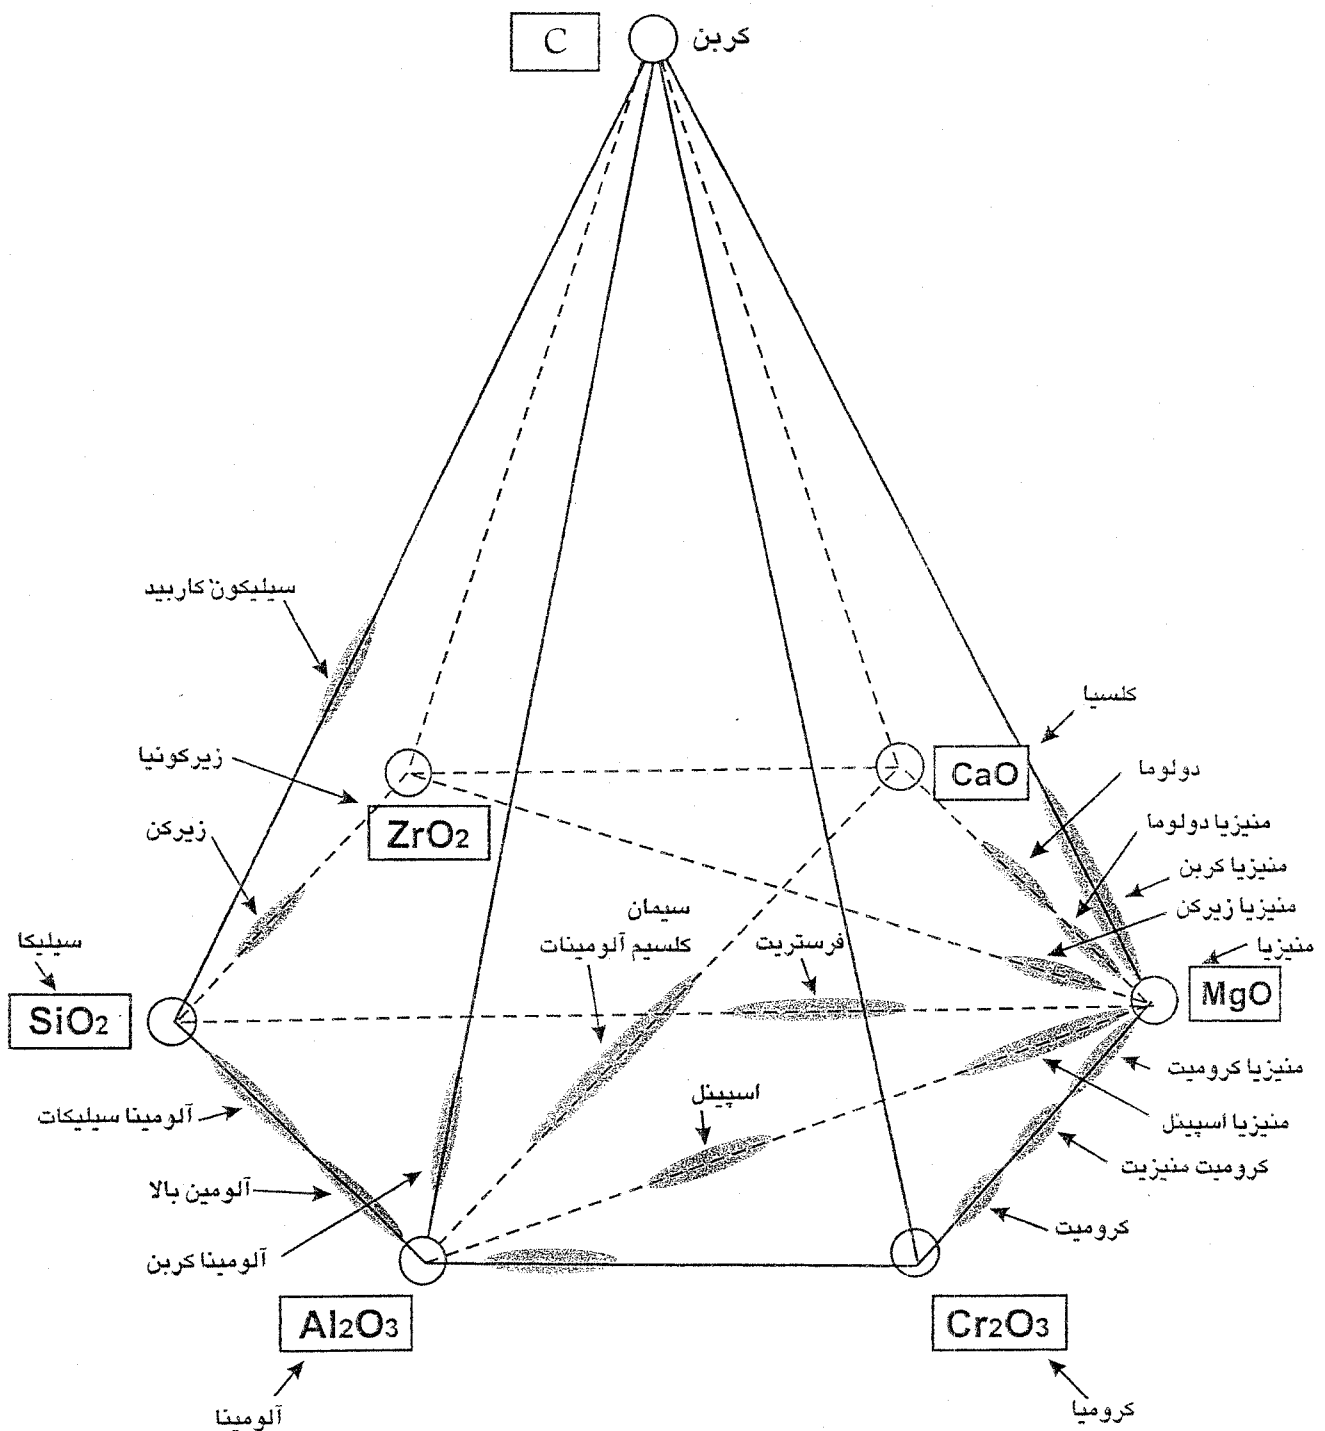 C
کربن
سیلیکون کاربید
کلسیا
زیرکونیا
CaO
دولوما
ZrO2
زیرکن
منیزیا دولوما
منیزیا کربن
سیمان
کلسیم آلومینات
فرستریت
منیزیا زیرکن
سیلیکا
منیزیا
SiO2
MgO
منیزیا کرومیت
آلومینا سیلیکات
اسپینل
منیزیا اسپینل
کرومیت منیزیت
آلومین بالا
کرومیت
آلومینا کربن
Al2O3
Cr2O3
آلومینا
کرومیا